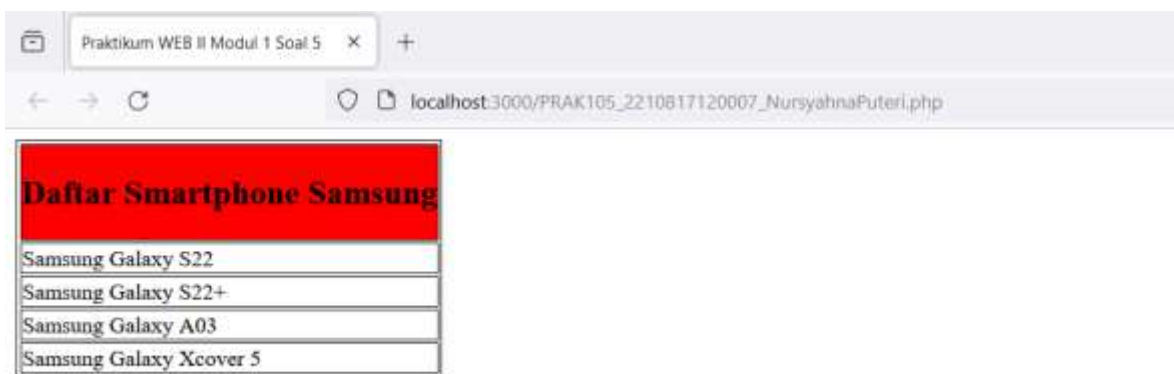 Praktikum WEB II Modul 1 Soal 5
localhost:3000/PRAK105_2210817120007_NursyahnaPuteri.php
Daftar Smartphone Samsung
Samsung Galaxy S22
Samsung Galaxy S22+
Samsung Galaxy A03
Samsung Galaxy Xcover 5